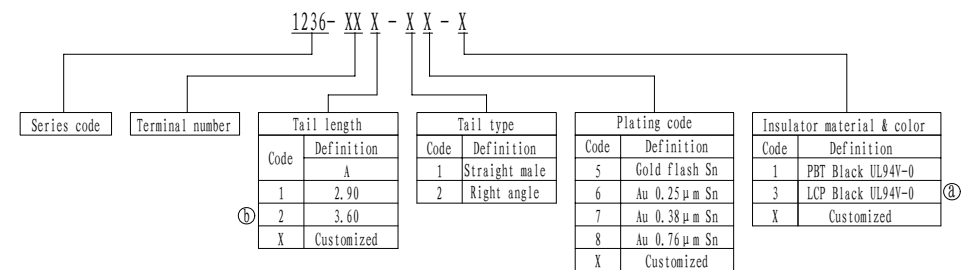 1236- XX X - X X - X
Series code
Terminal number
Tail length
Code Definition
A
1 2.90
ⓑ 2 3.60
X Customized
Tail type
Code Definition
1 Straight male
2 Right angle
Plating code
Code Definition
5 Gold flash Sn
6 Au 0.25μm Sn
7 Au 0.38μm Sn
8 Au 0.76μm Sn
X Customized
Insulator material & color
Code Definition
1 PBT Black UL94V-0
3 LCP Black UL94V-0 ⓐ
X Customized